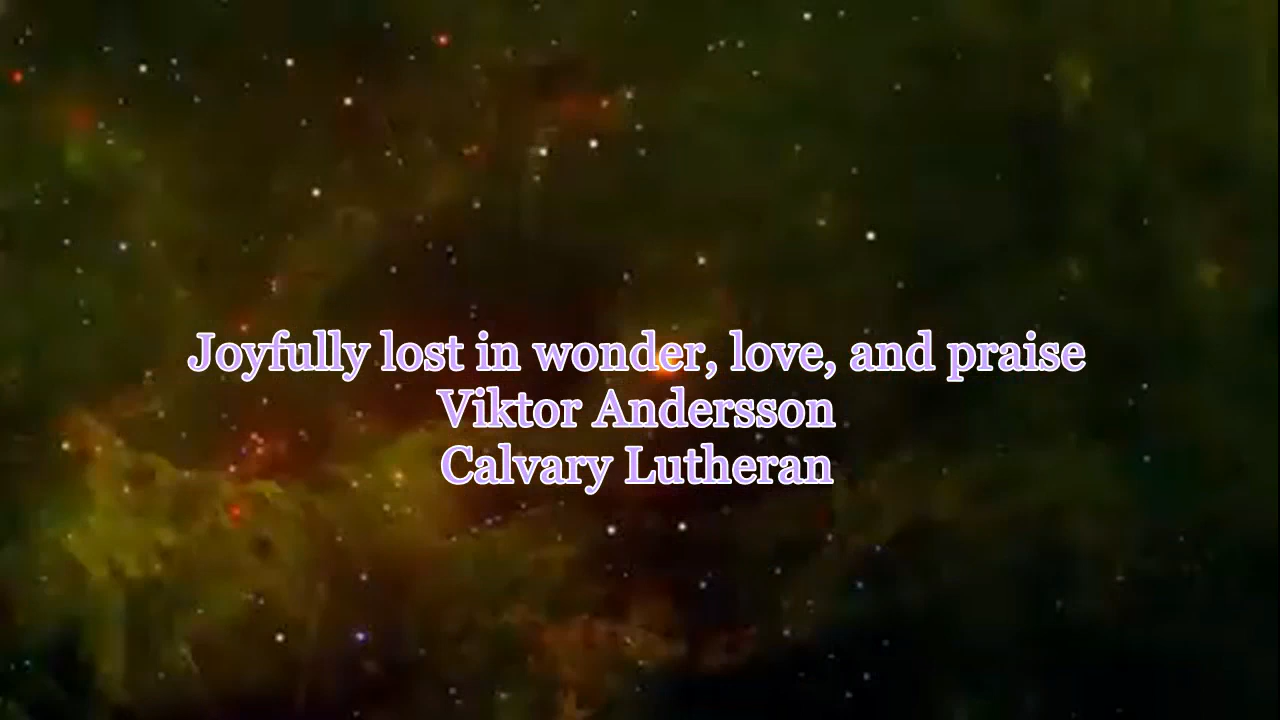 Joyfully lost in wonder, love, and praise
Viktor Andersson
Calvary Lutheran